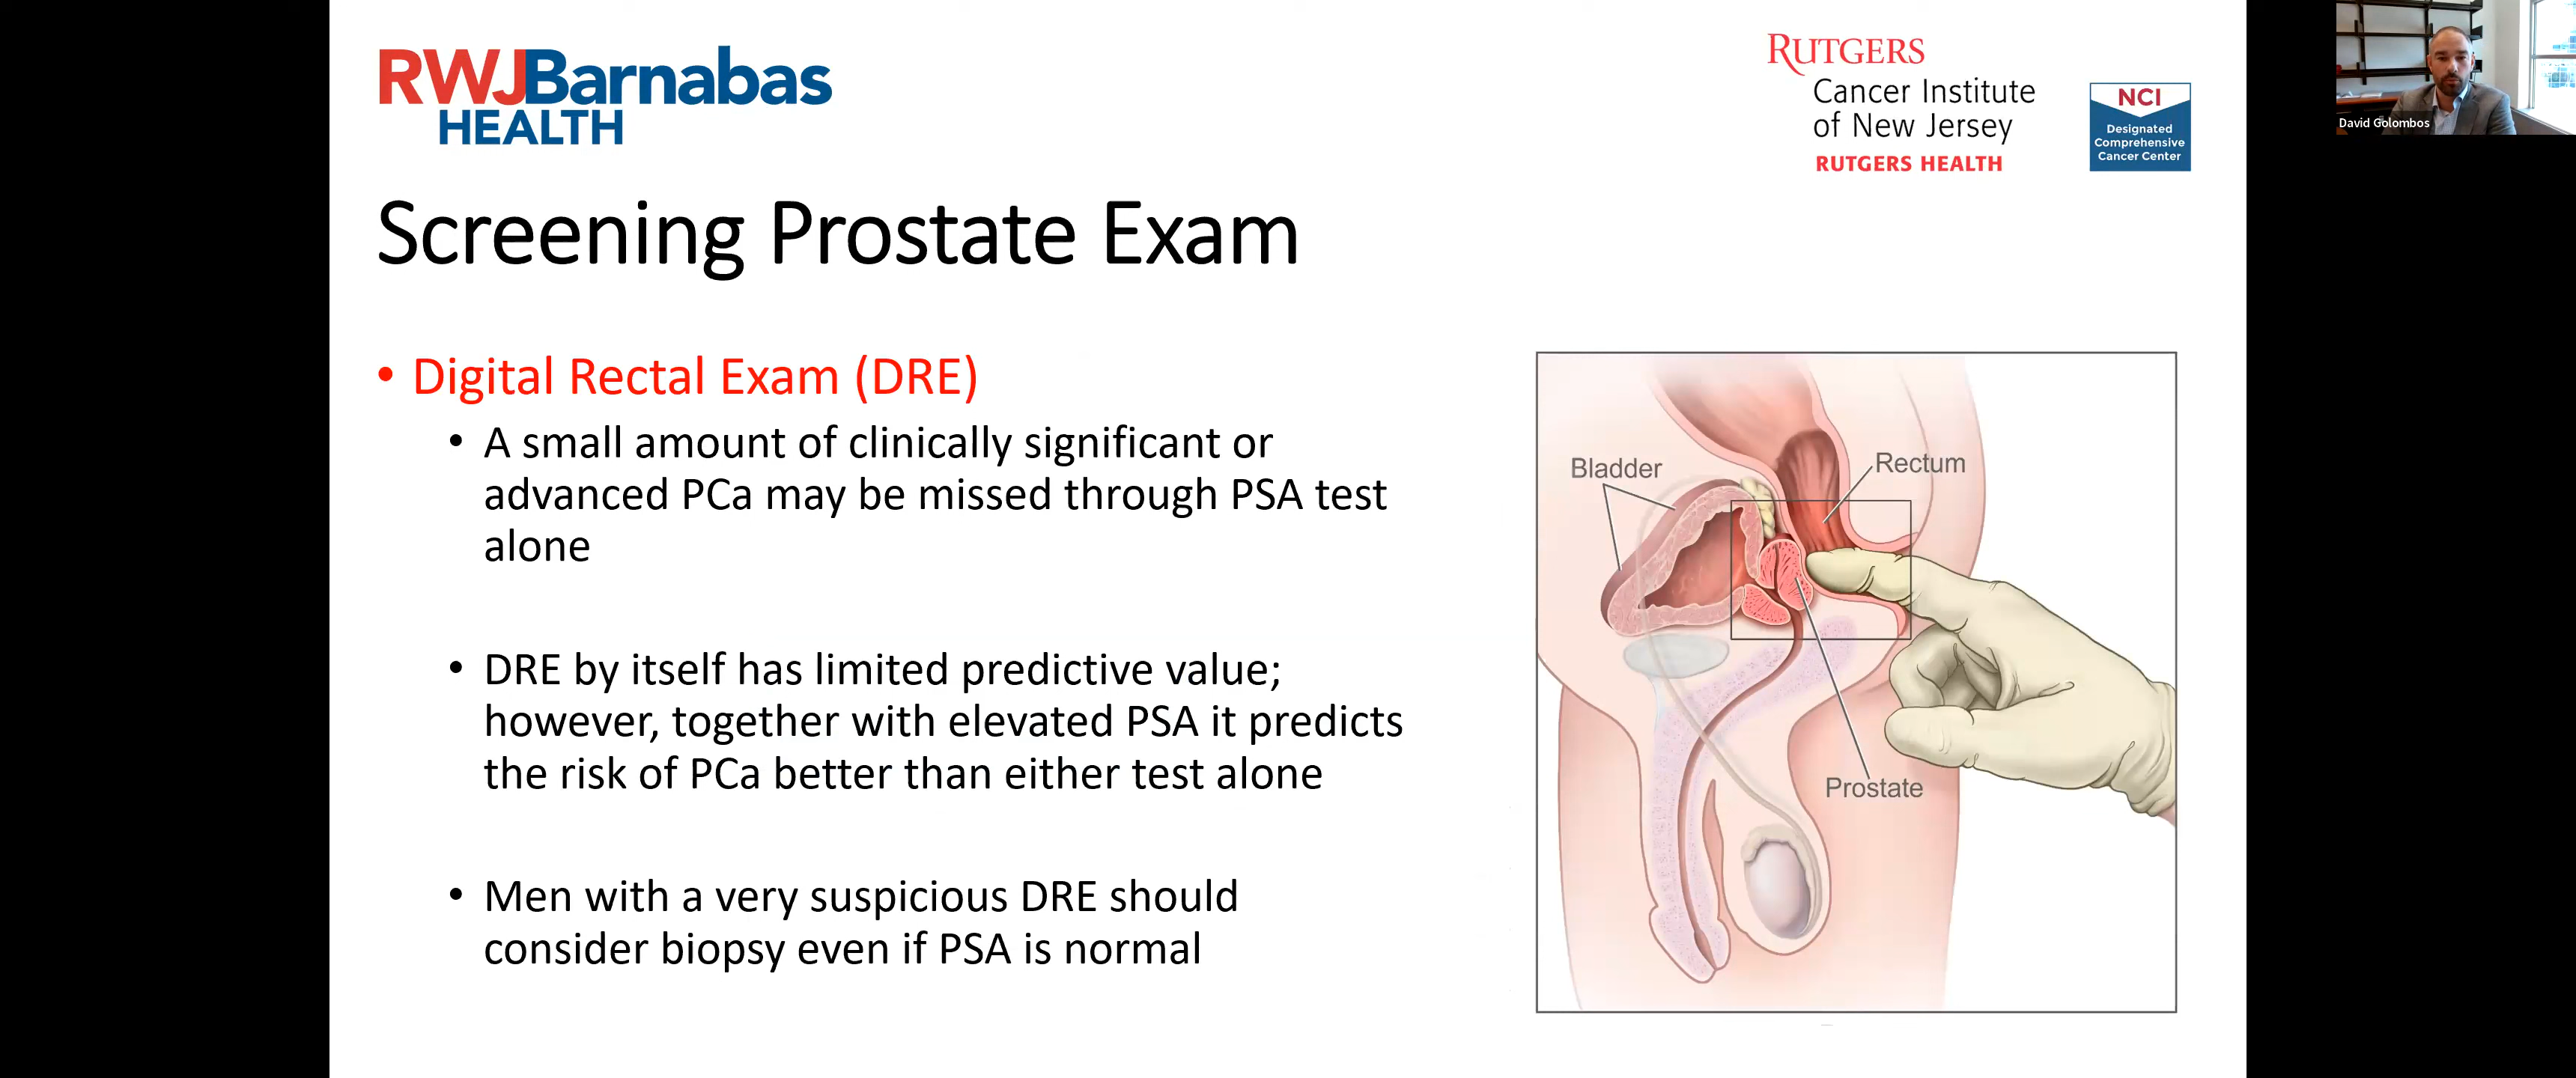 RWJBarnabas
HEALTH
RUTGERS
Cancer Institute
of New Jersey
RUTGERS HEALTH
NCI
Designated
Comprehensive
Cancer Center
David Golombos
Screening Prostate Exam
• Digital Rectal Exam (DRE)
• A small amount of clinically significant or
advanced PCa may be missed through PSA test
alone
• DRE by itself has limited predictive value;
however, together with elevated PSA it predicts
the risk of PCa better than either test alone
• Men with a very suspicious DRE should
consider biopsy even if PSA is normal
Bladder
Rectum
Prostate